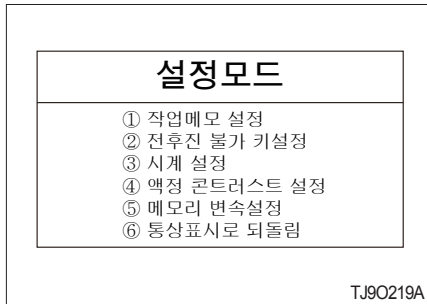 설정모드
① 작업메모 설정
② 전후진 불가 키설정
③ 시계 설정
④ 액정 콘트러스트 설정
⑤ 메모리 변속설정
⑥ 통상표시로 되돌림
TJ9O219A